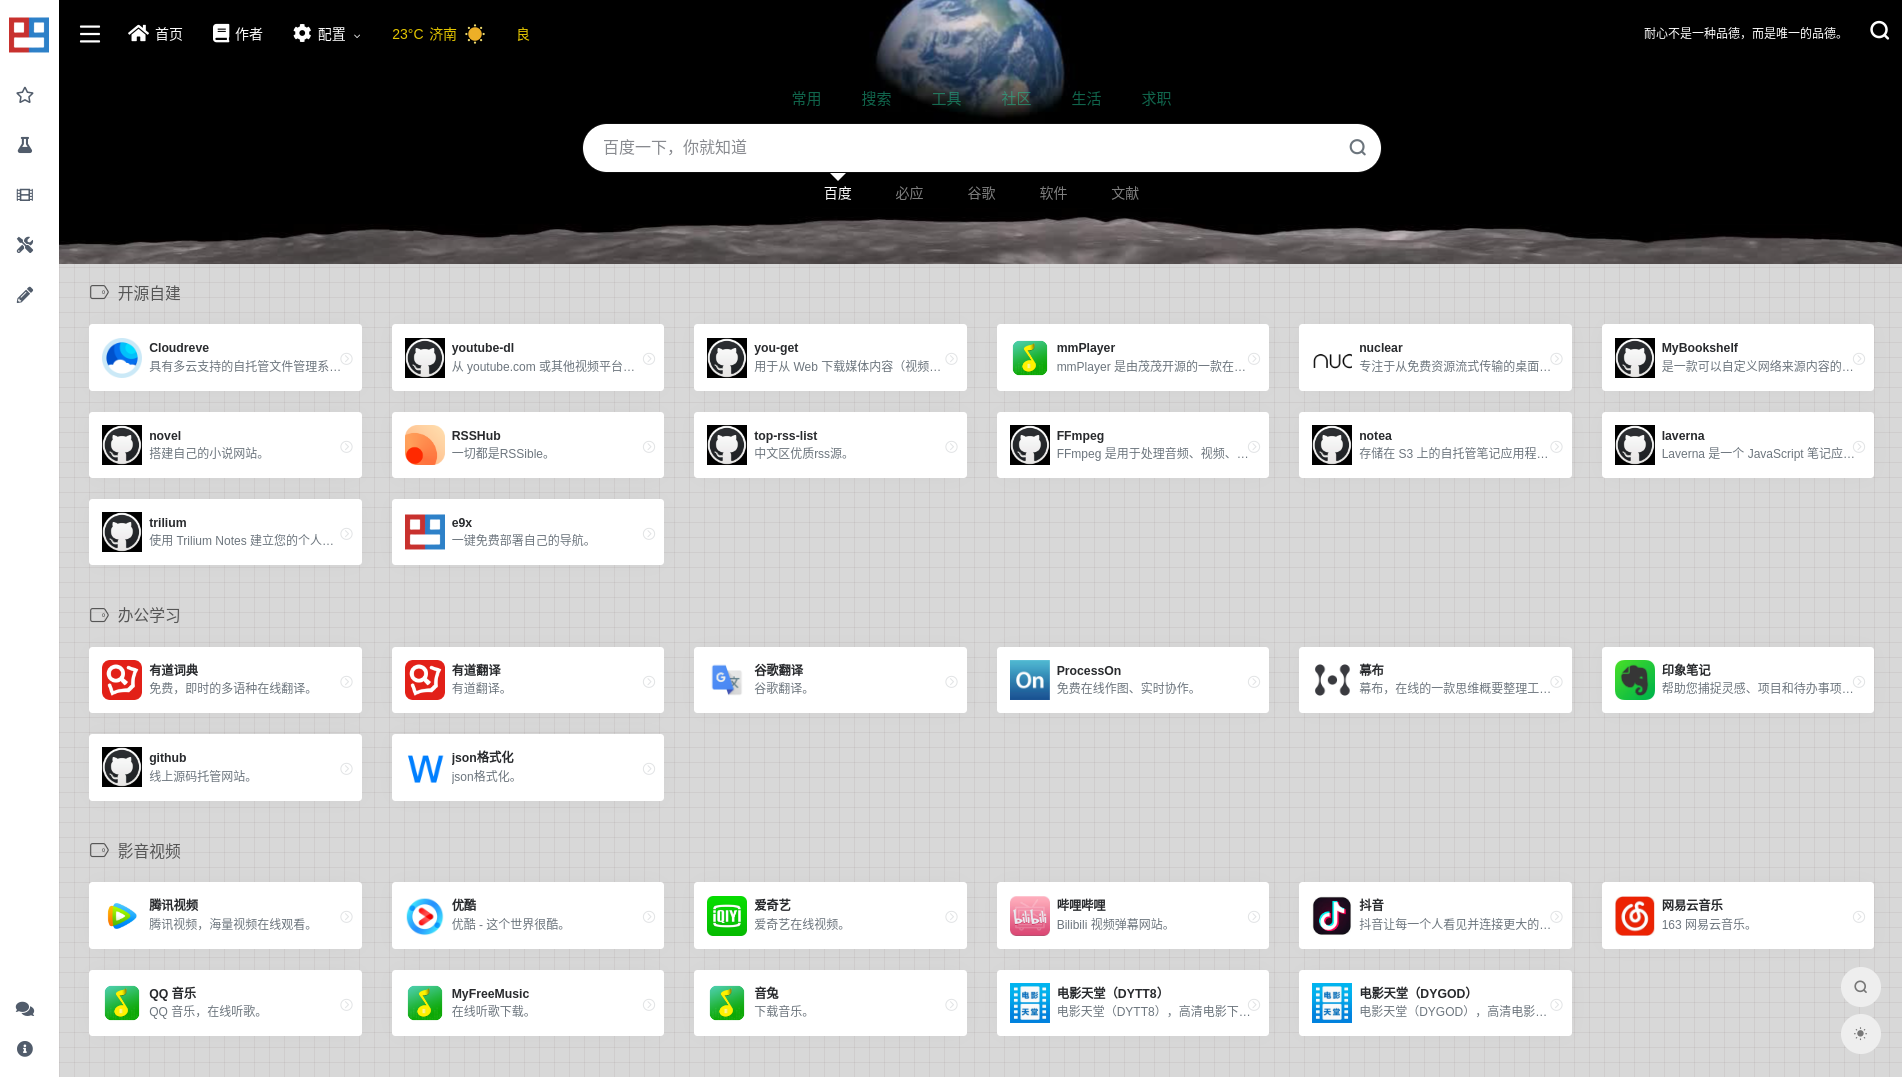 首页
作者
配置
23°C 济南
良
耐心不是一种品德，而是唯一的品德。
常用
搜索
工具
社区
生活
求职
百度一下，你就知道
百度
必应
谷歌
软件
文献
开源自建
Cloudreve
具有多云支持的自托管文件管理系…
youtube-dl
从 youtube.com 或其他视频平台…
you-get
用于从 Web 下载媒体内容（视频…
mmPlayer
mmPlayer 是由茂茂开源的一款在…
nuclear
专注于从免费资源流式传输的桌面…
MyBookshelf
是一款可以自定义网络来源内容的…
novel
搭建自己的小说网站。
RSSHub
一切都是RSSible。
top-rss-list
中文区优质rss源。
FFmpeg
FFmpeg 是用于处理音频、视频、…
notea
存储在 S3 上的自托管笔记应用程…
laverna
Laverna 是一个 JavaScript 笔记应…
trilium
使用 Trilium Notes 建立您的个人…
e9x
一键免费部署自己的导航。
办公学习
有道词典
免费，即时的多语种在线翻译。
有道翻译
有道翻译。
谷歌翻译
谷歌翻译。
On
ProcessOn
免费在线作图、实时协作。
幕布
幕布，在线的一款思维概要整理工…
印象笔记
帮助您捕捉灵感、项目和待办事项…
github
线上源码托管网站。
W
json格式化
json格式化。
影音视频
腾讯视频
腾讯视频，海量视频在线观看。
优酷
优酷 - 这个世界很酷。
iQIYI
爱奇艺
爱奇艺在线视频。
bilibili
哔哩哔哩
Bilibili 视频弹幕网站。
抖音
抖音让每一个人看见并连接更大的…
网易云音乐
163 网易云音乐。
QQ 音乐
QQ 音乐，在线听歌。
MyFreeMusic
在线听歌下载。
音兔
下载音乐。
电影
天堂
电影天堂（DYTT8）
电影天堂（DYTT8），高清电影下…
电影
天堂
电影天堂（DYGOD）
电影天堂（DYGOD），高清电影…